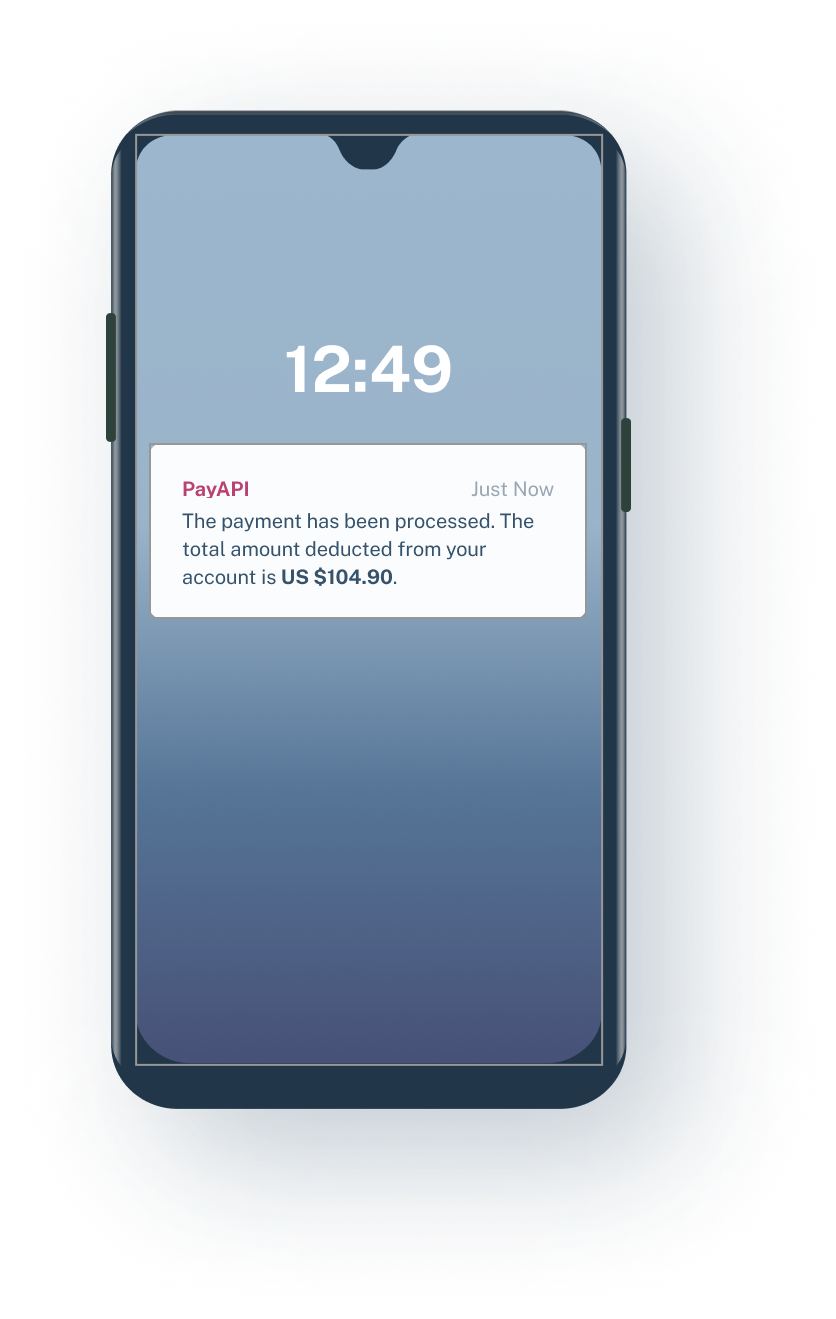 12:49
PayAPI Just Now
The payment has been processed. The
total amount deducted from your
account is US $104.90.